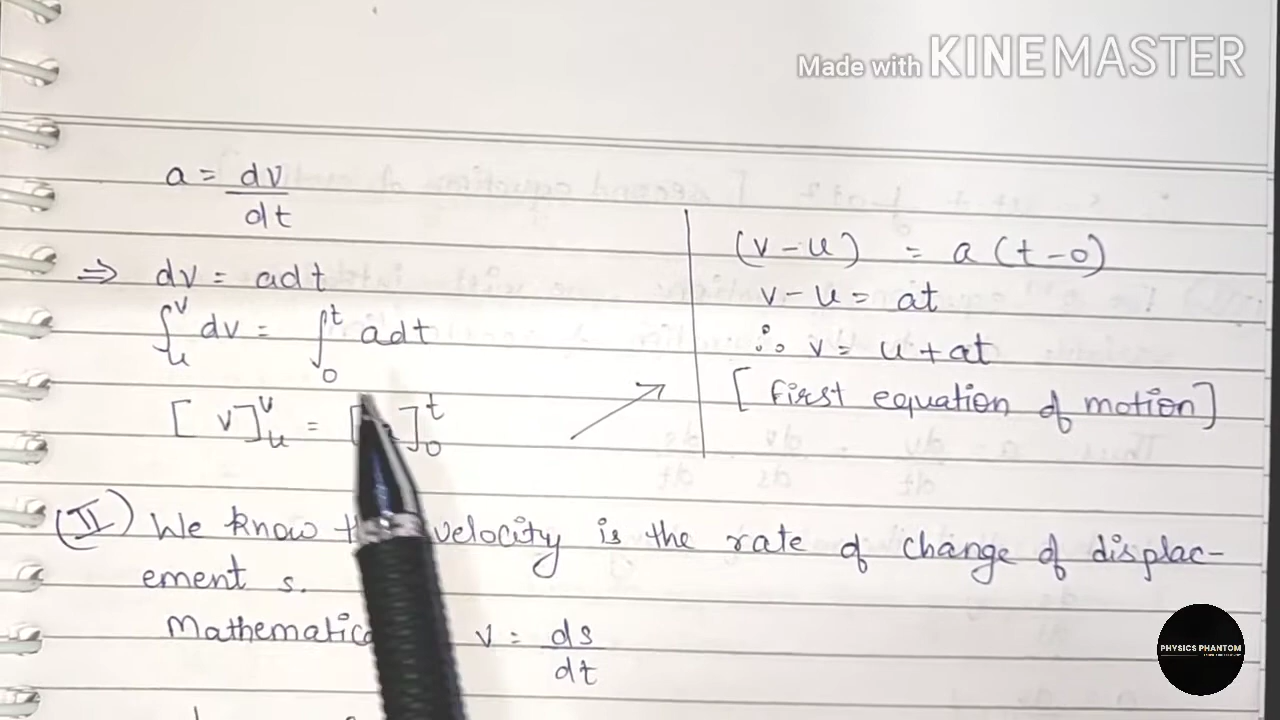 Made with KINEMASTER
a = dv/dt
⇒ dv = adt
∫ᵤᵛ dv = ∫₀ᵗ adt
[v]ᵤᵛ = [ ]₀ᵗ
(v-u) = a(t-0)
v-u = at
∴ v = u+at
[First equation of motion]
(II) We know velocity is the rate of change of displac-
ement s.
v = ds/dt
PHYSICS PHANTOM